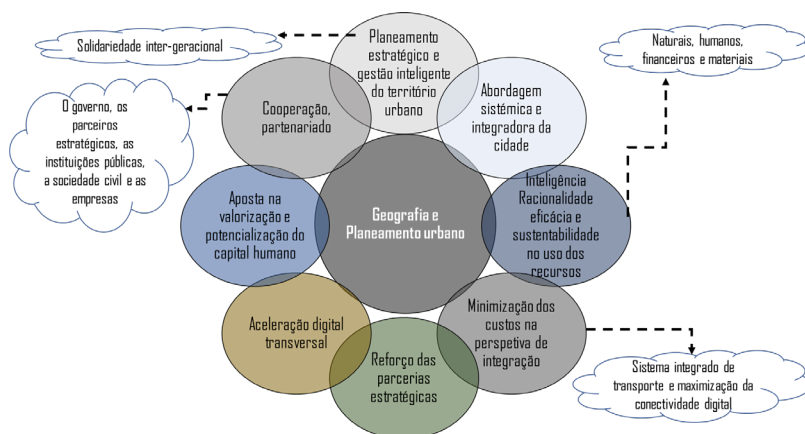 Solidariedade inter-geracional
Planeamento
estratégico e
gestão inteligente
do território
urbano
Naturais, humanos,
financeiros e materiais
Cooperação,
partenariado
Abordagem
sistémica e
integradora da
cidade
O governo, os
parceiros
estratégicos, as
instituições públicas,
a sociedade civil e as
empresas
Aposta na
valorização e
potencialização do
capital humano
Geografia e
Planeamento urbano
Inteligência
Racionalidade
eficácia e
sustentabilidade
no uso dos
recursos
Aceleração digital
transversal
Minimização dos
custos na
perspetiva de
integração
Reforço das
parcerias
estratégicas
Sistema integrado de
transporte e maximização da
conectividade digital